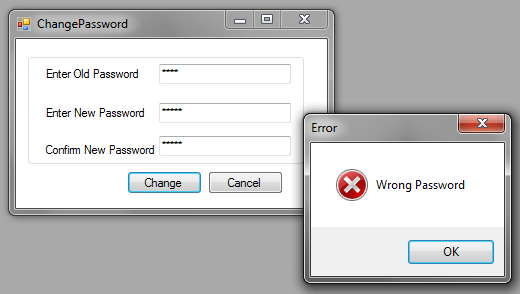 ChangePassword
Enter Old Password ****
Enter New Password *****
Confirm New Password *****
Change Cancel
Error
Wrong Password
OK